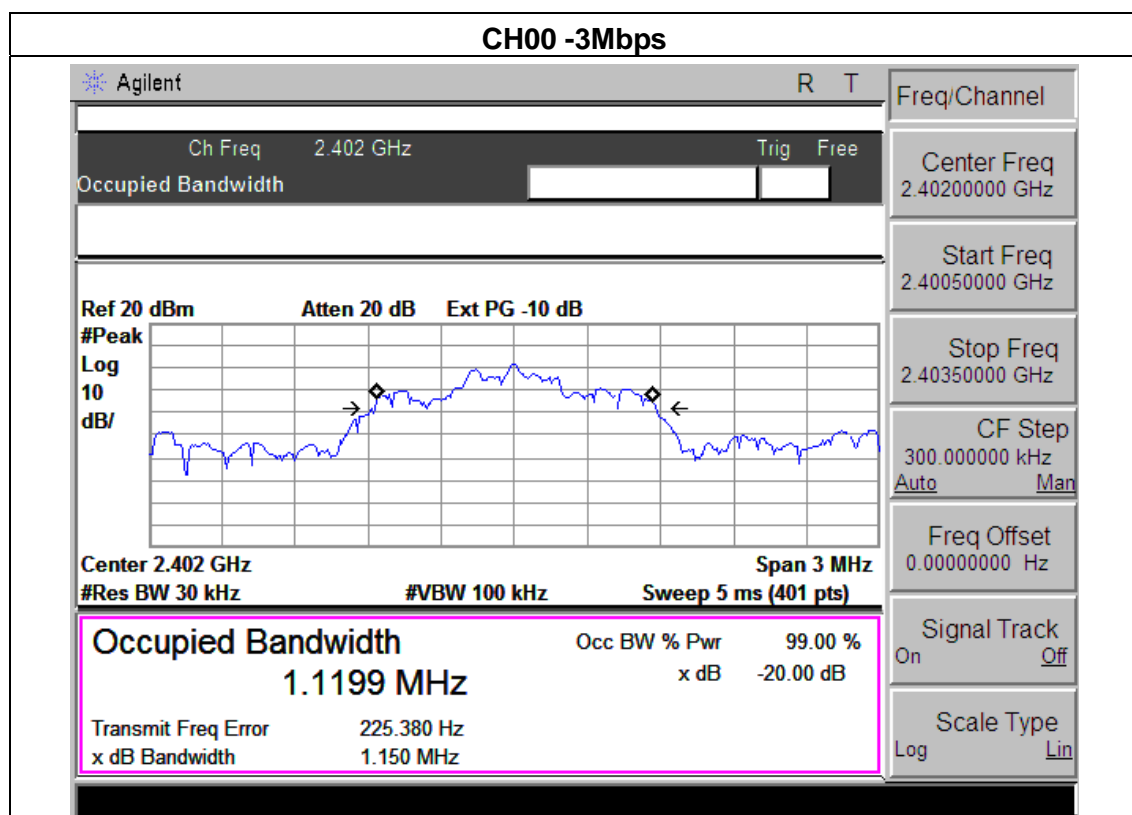 CH00 -3Mbps
Agilent R T
Ch Freq 2.402 GHz Trig Free
Occupied Bandwidth
Ref 20 dBm Atten 20 dB Ext PG -10 dB
#Peak
Log
10
dB/
Center 2.402 GHz Span 3 MHz
#Res BW 30 kHz #VBW 100 kHz Sweep 5 ms (401 pts)
Occupied Bandwidth Occ BW % Pwr 99.00 %
1.1199 MHz x dB -20.00 dB
Transmit Freq Error 225.380 Hz
x dB Bandwidth 1.150 MHz
Freq/Channel
Center Freq
2.40200000 GHz
Start Freq
2.40050000 GHz
Stop Freq
2.40350000 GHz
CF Step
300.000000 kHz
Auto Man
Freq Offset
0.00000000 Hz
Signal Track
On Off
Scale Type
Log Lin